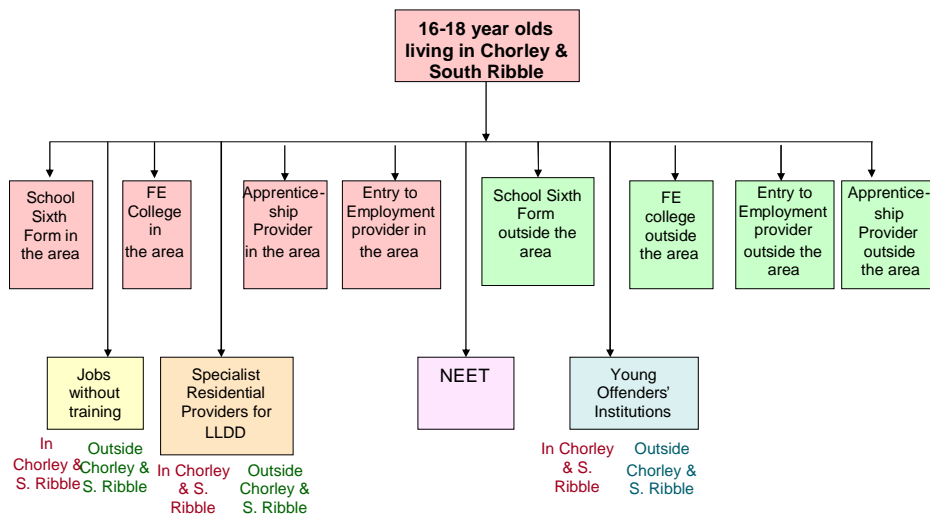 16-18 year olds
living in Chorley &
South Ribble
School
Sixth
Form in
the area
FE
College
in
the area
Apprentice-
ship
Provider
in the area
Entry to
Employment
provider in
the area
School Sixth
Form
outside the
area
FE
college
outside
the area
Entry to
Employment
provider
outside the
area
Apprentice-
ship
Provider
outside
the area
Jobs
without
training
Specialist
Residential
Providers for
LLDD
NEET
Young
Offenders'
Institutions
In
Chorley &
S. Ribble
Outside
Chorley &
S. Ribble
In Chorley
& S.
Ribble
Outside
Chorley &
S. Ribble
In Chorley
& S.
Ribble
Outside
Chorley &
S. Ribble